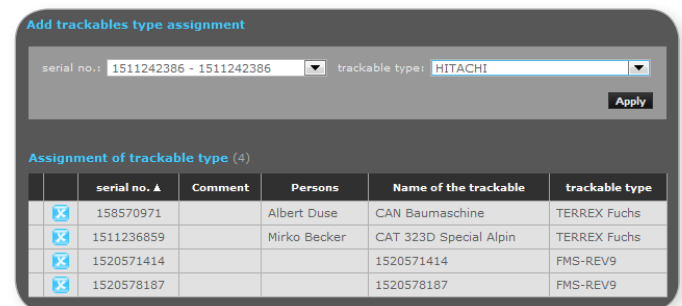 Add trackables type assignment
serial no.: 1511242386 - 1511242386 trackable type: HITACHI
Apply
Assignment of trackable type (4)
serial no. ▲ Comment Persons Name of the trackable trackable type
158570971 Albert Duse CAN Baumaschine TERREX Fuchs
1511236859 Mirko Becker CAT 323D Special Alpin TERREX Fuchs
1520571414 1520571414 FMS-REV9
1520578187 1520578187 FMS-REV9